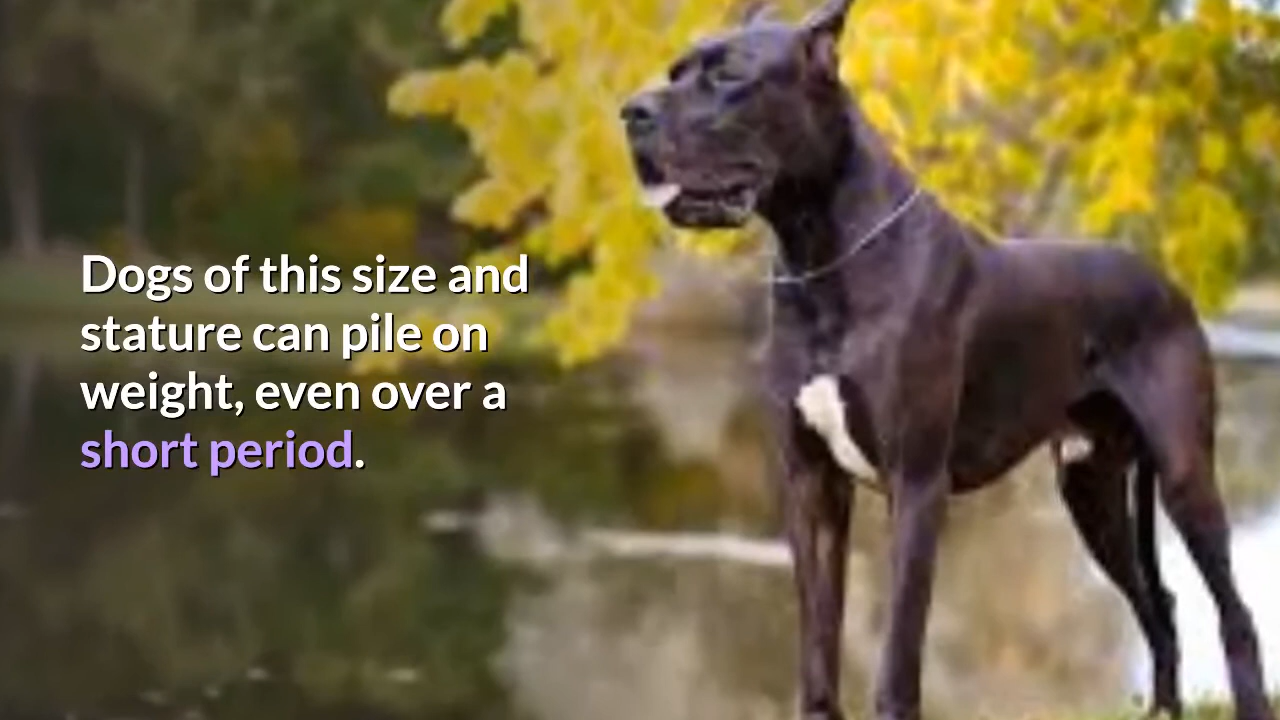 Dogs of this size and
stature can pile on
weight, even over a
short period.